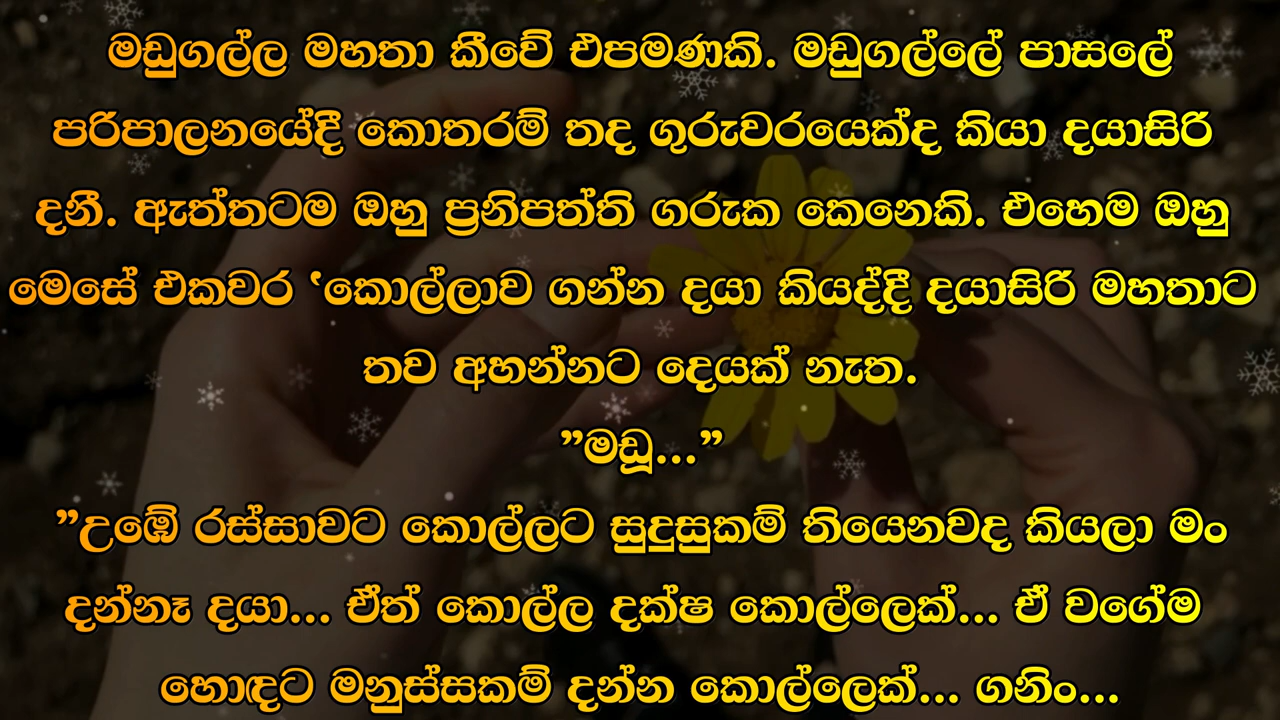 මඩුගල්ල මහතා කීවේ එපමණකි. මඩුගල්ලේ පාසලේ
පරිපාලනයේදී කොතරම් තද ගුරුවරයෙක්ද කියා දයාසිරි
දනී. ඇත්තටම ඔහු ප්‍රනිපත්ති ගරුක කෙනෙකි. එහෙම ඔහු
මෙසේ එකවර ‘කොල්ලාව ගන්න දයා කියද්දී දයාසිරි මහතාට
තව අහන්නට දෙයක් නැත.
”මඩූ...”
”උඹේ රස්සාවට කොල්ලට සුදුසුකම් තියෙනවද කියලා මං
දන්නෑ දයා... ඒත් කොල්ල දක්ෂ කොල්ලෙක්... ඒ වගේම
හොඳට මනුස්සකම් දන්න කොල්ලෙක්... ගනිං...